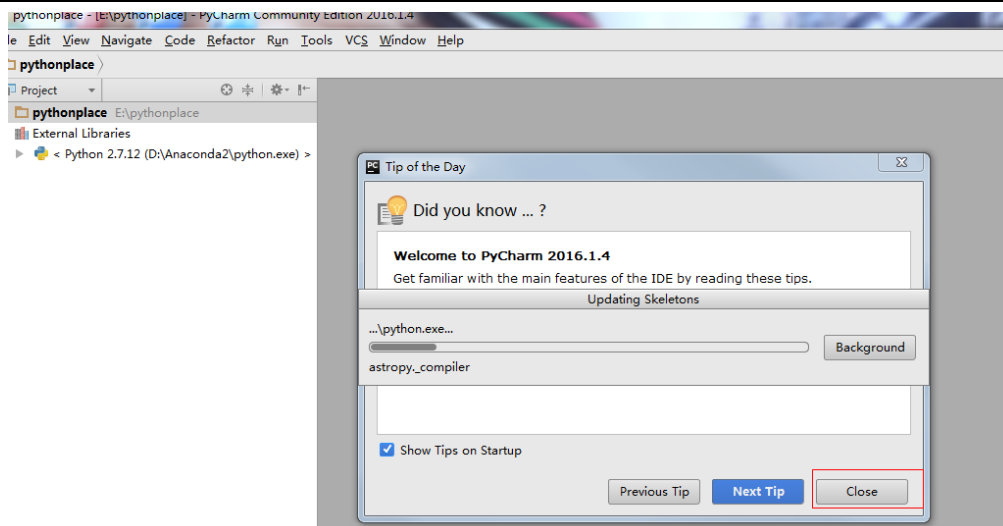 pythonplace - [E:\pythonplace] - PyCharm Community Edition 2016.1.4
le Edit View Navigate Code Refactor Run Tools VCS Window Help
pythonplace
Project
pythonplace E:\pythonplace
External Libraries
< Python 2.7.12 (D:\Anaconda2\python.exe) >
PC Tip of the Day
Did you know ... ?
Welcome to PyCharm 2016.1.4
Get familiar with the main features of the IDE by reading these tips.
Updating Skeletons
...\python.exe...
Background
astropy._compiler
Show Tips on Startup
Previous Tip Next Tip Close